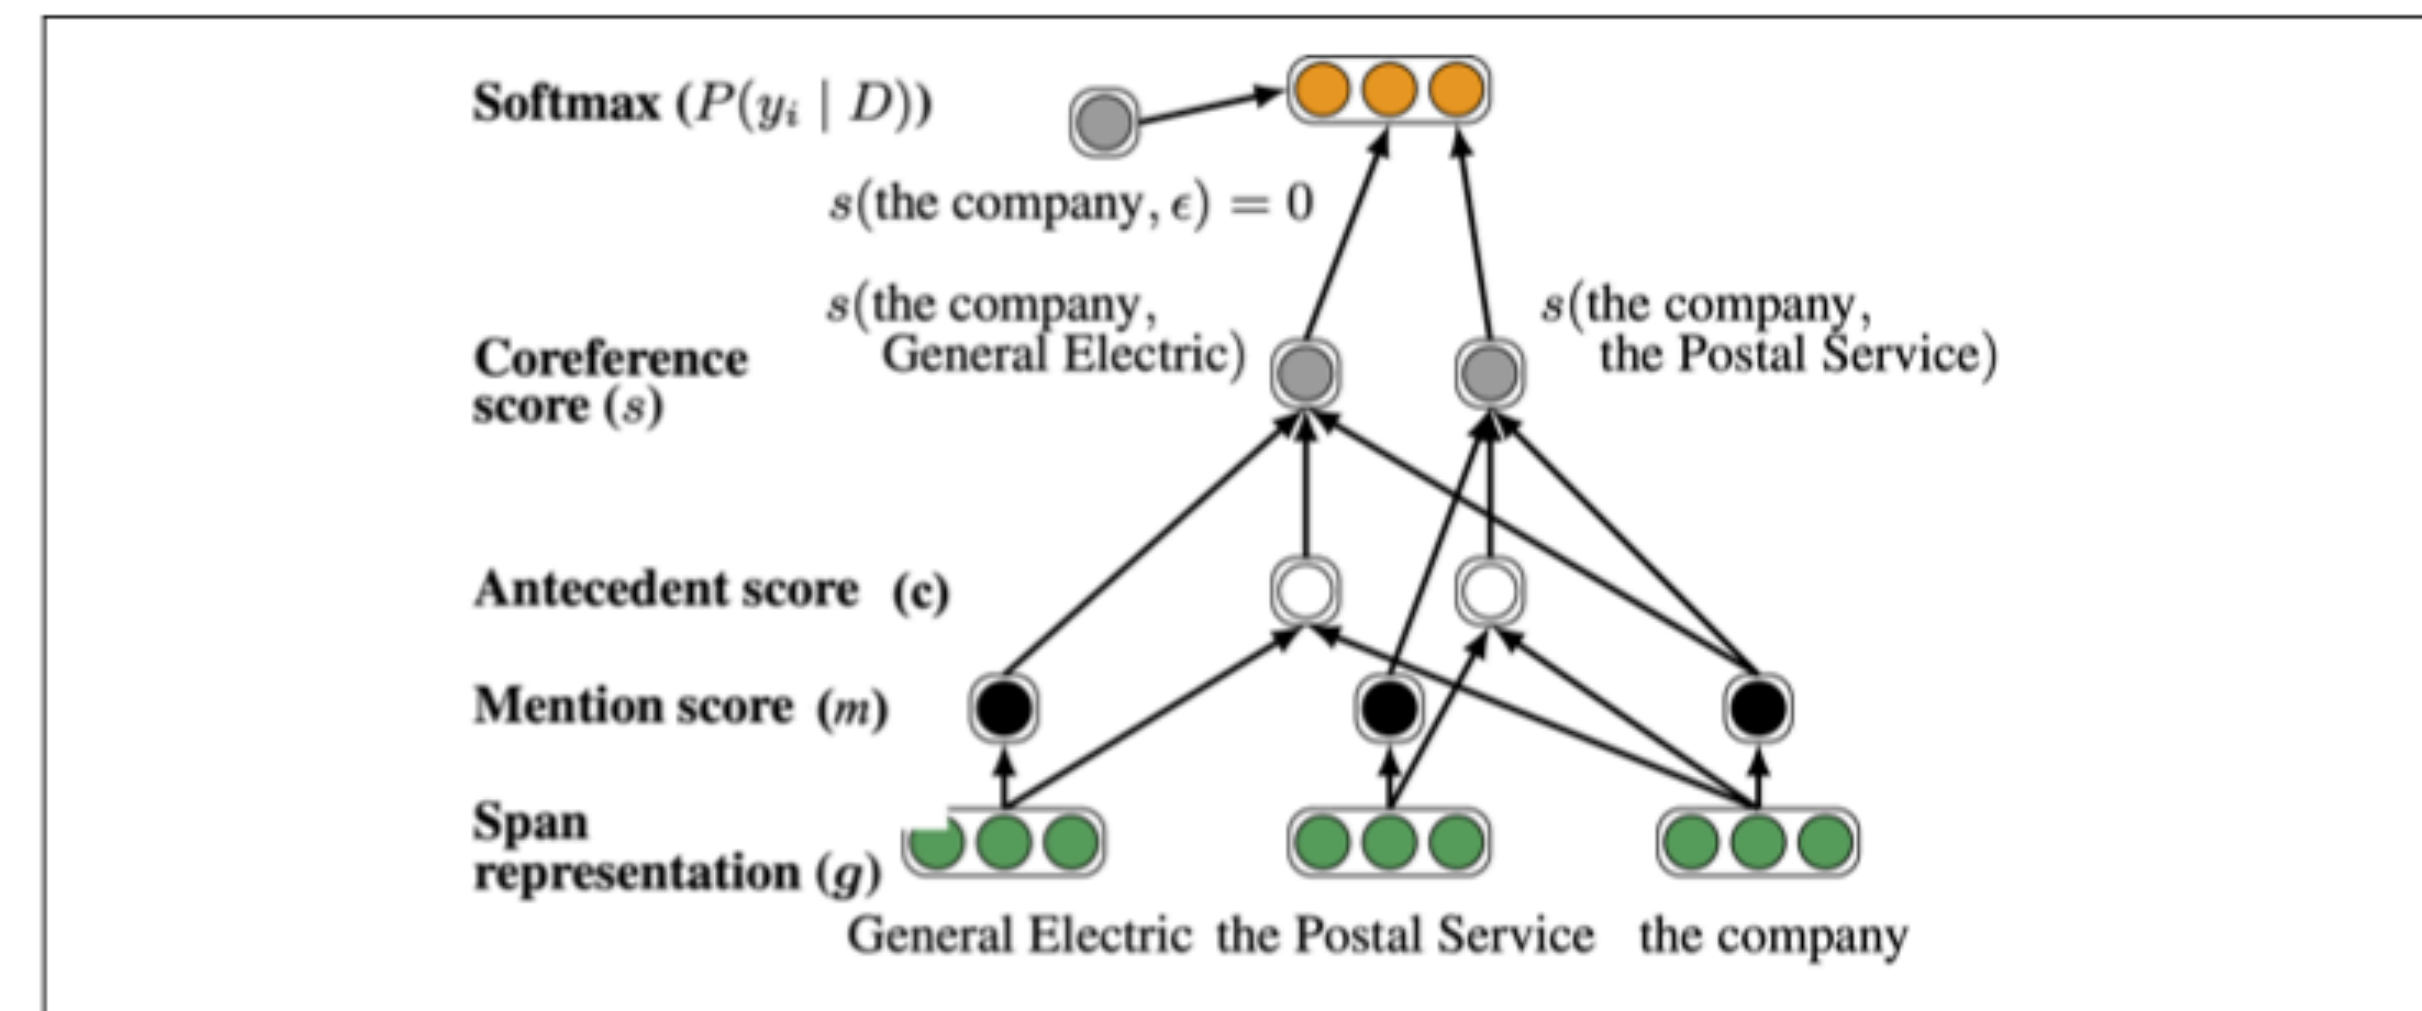 Softmax (P(y_i | D))
s(the company, ϵ) = 0
s(the company,
General Electric)
s(the company,
the Postal Service)
Coreference
score (s)
Antecedent score (c)
Mention score (m)
Span
representation (g)
General Electric the Postal Service the company